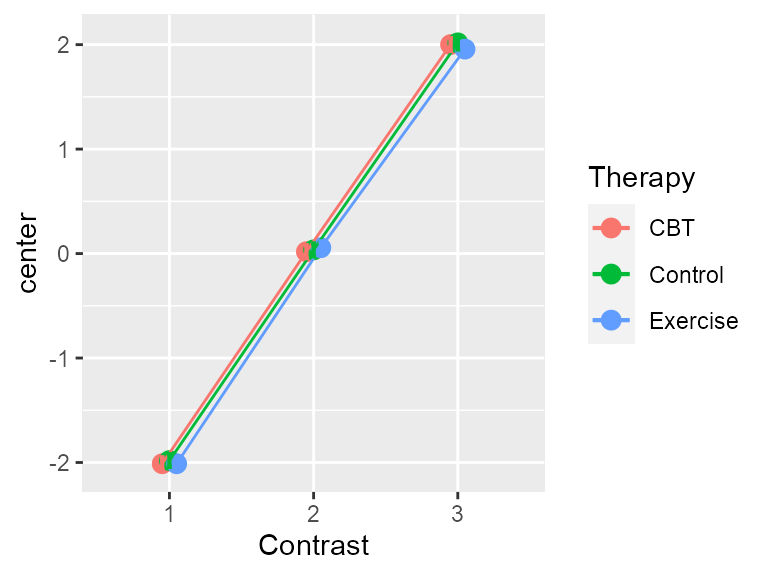 2
1
0
-1
-2
center
1 2 3
Contrast
Therapy
CBT
Control
Exercise